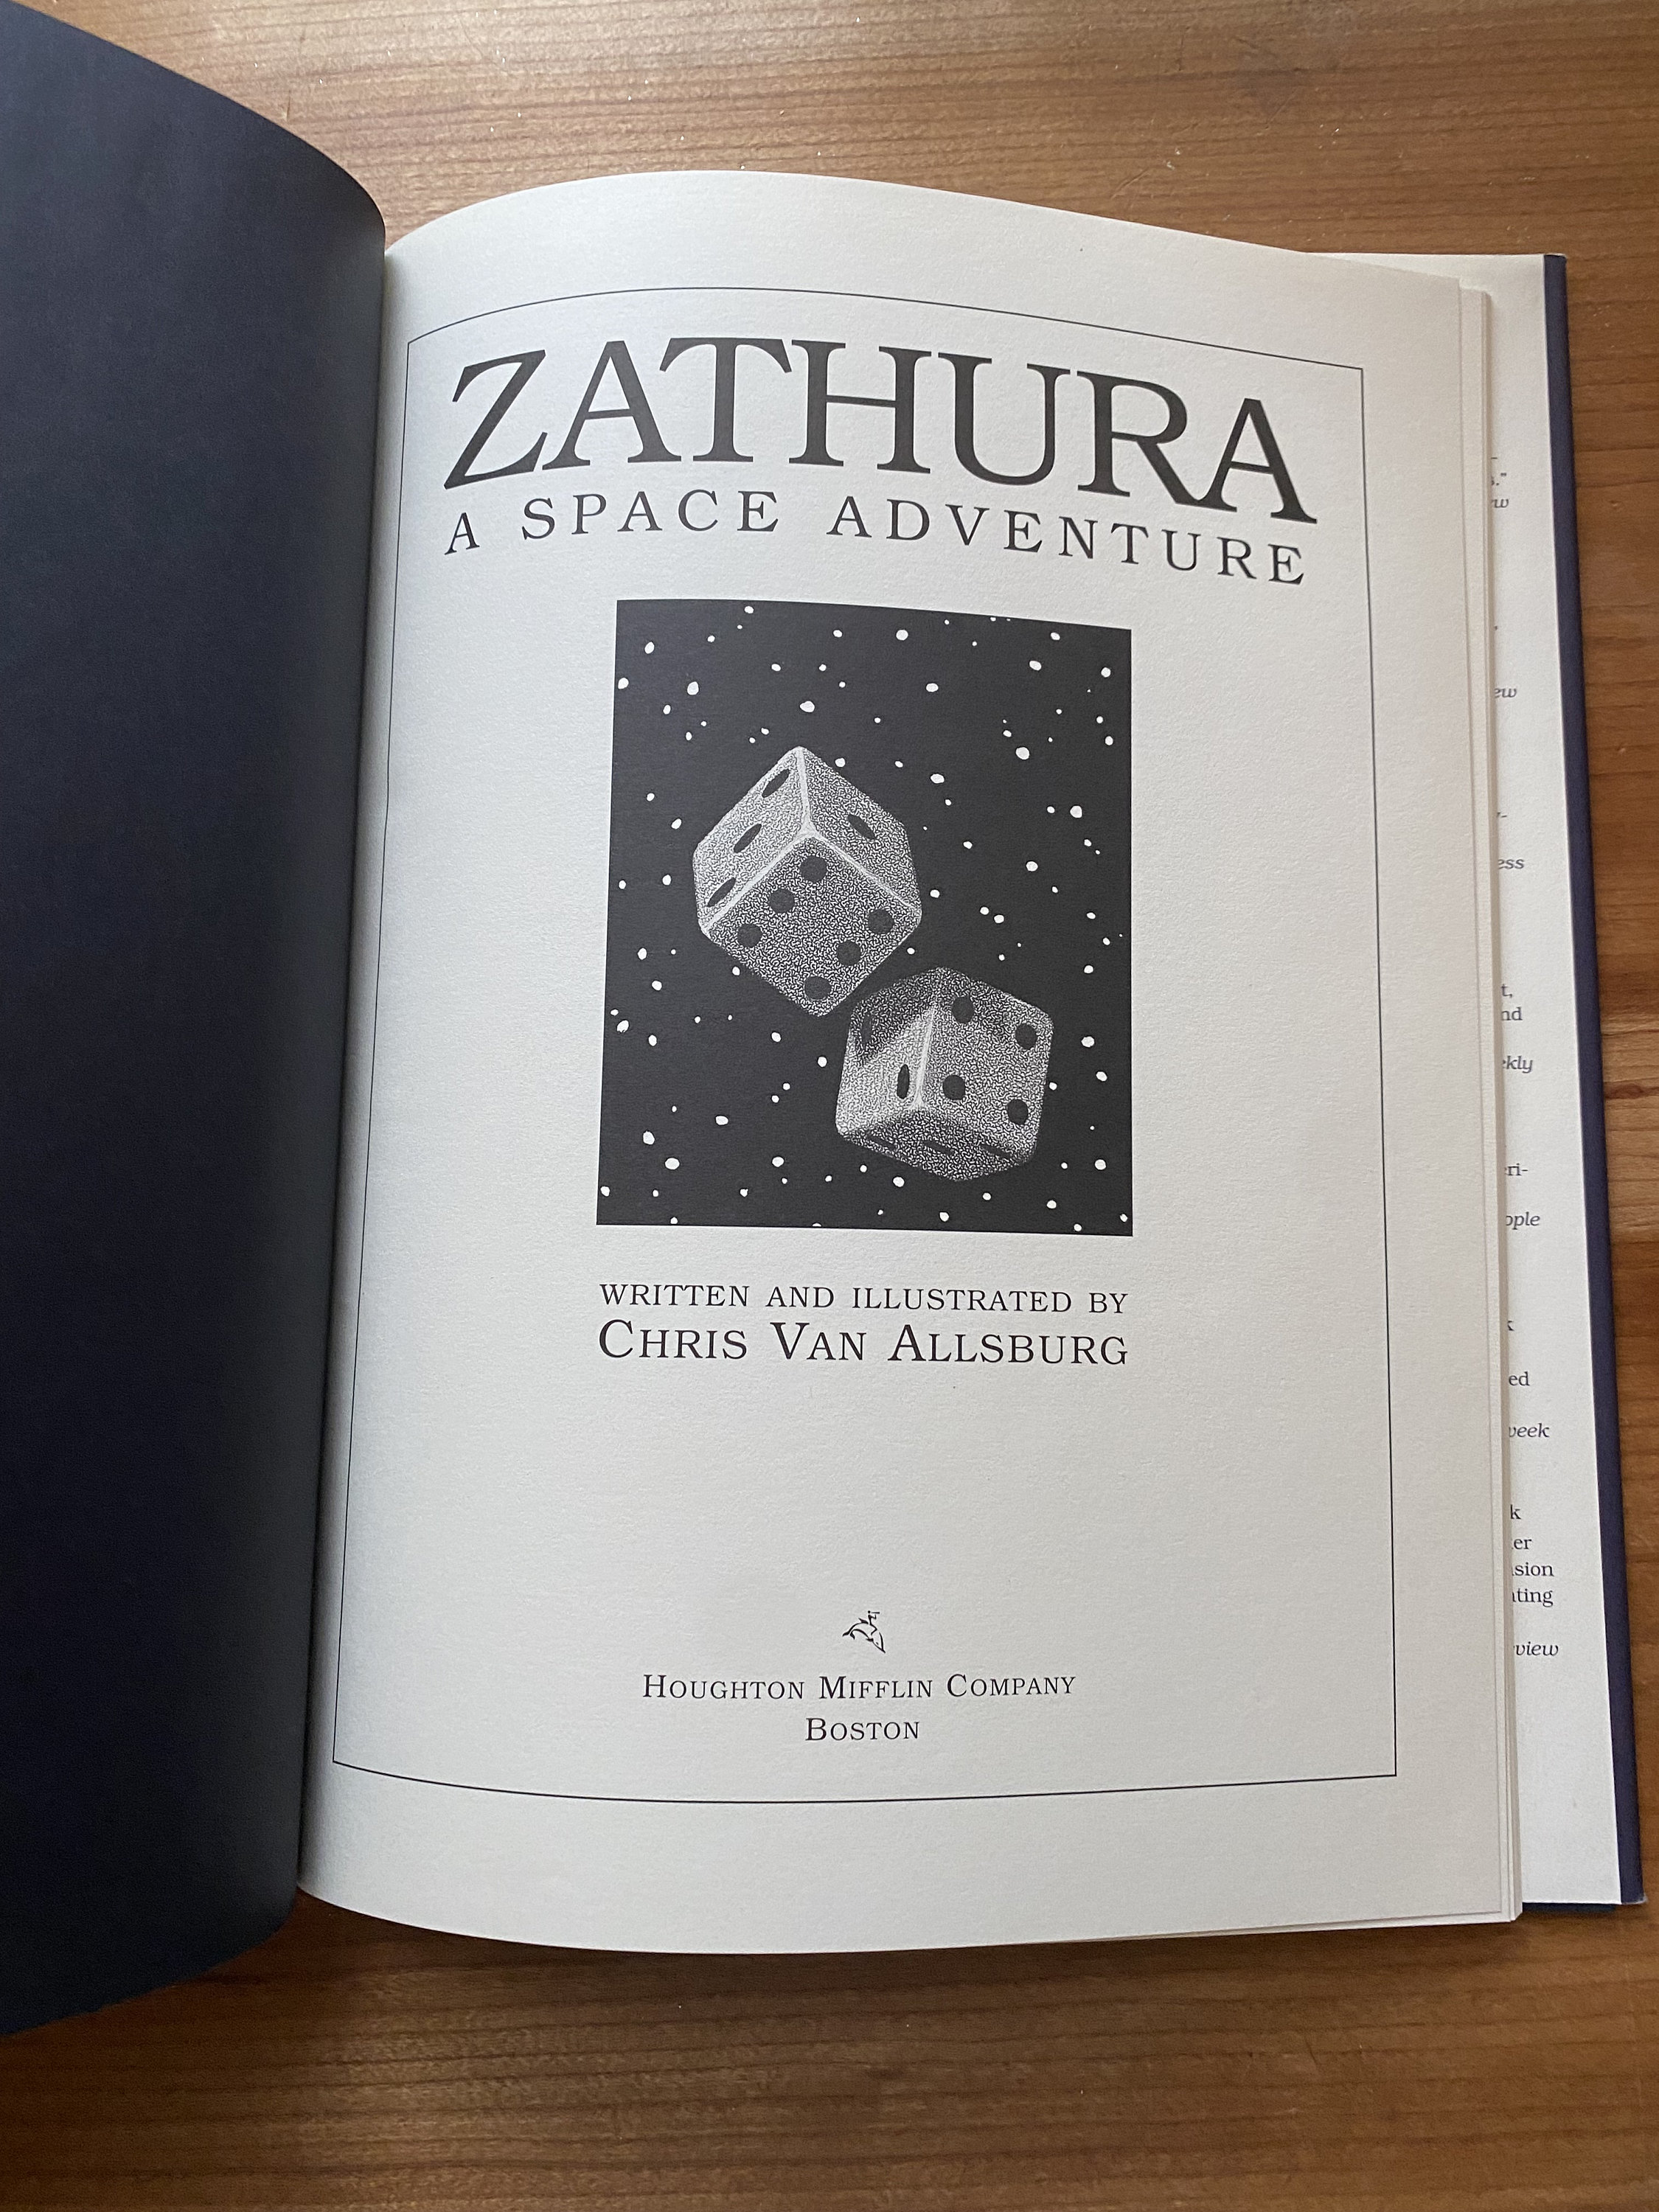 ZATHURA
A SPACE ADVENTURE
WRITTEN AND ILLUSTRATED BY
CHRIS VAN ALLSBURG
HOUGHTON MIFFLIN COMPANY
BOSTON